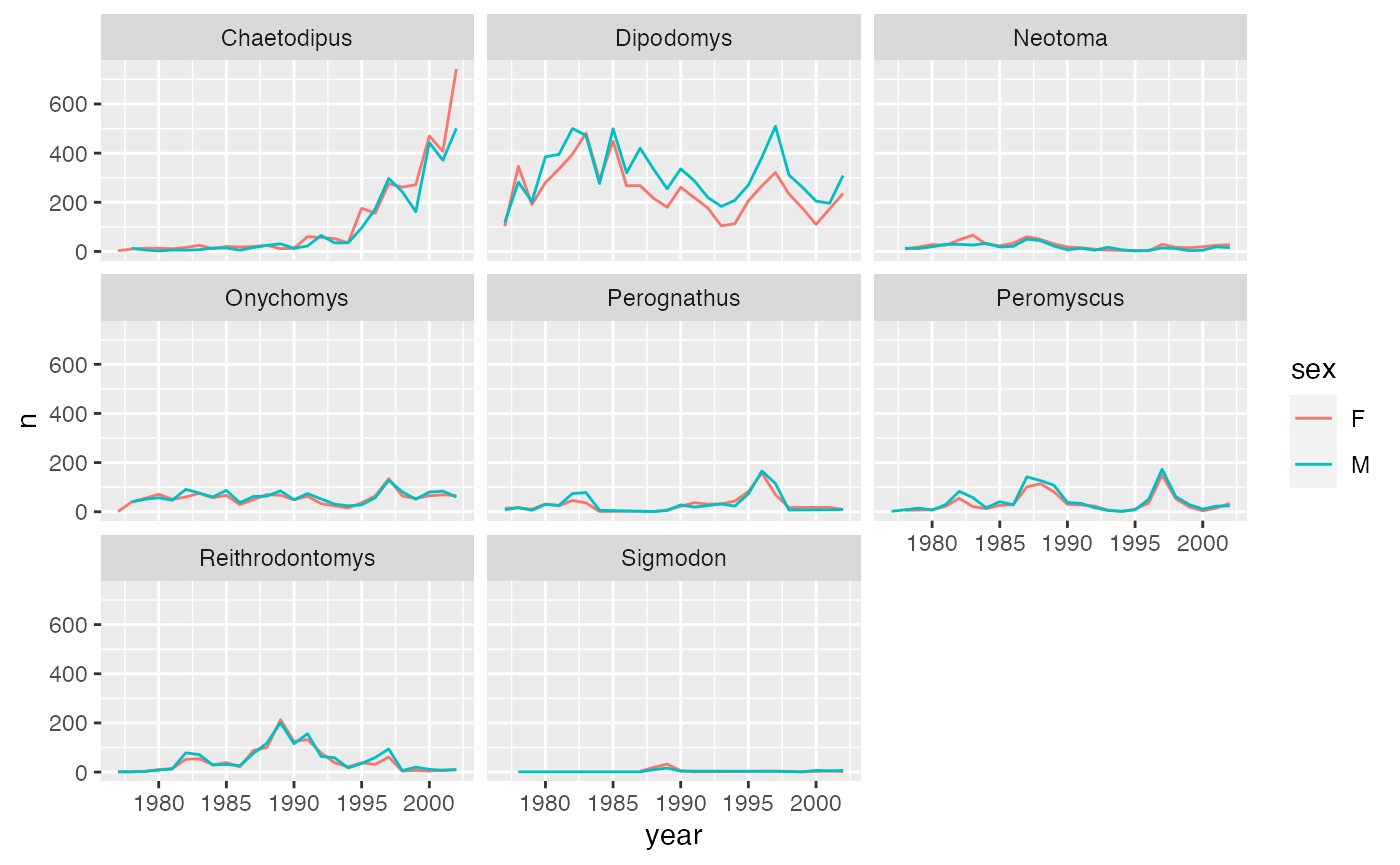 Chaetodipus Dipodomys Neotoma
600
400
200
0
Onychomys Perognathus Peromyscus
600
400
200
0
1980 1985 1990 1995 2000
Reithrodontomys Sigmodon
600
400
200
0
1980 1985 1990 1995 2000 1980 1985 1990 1995 2000
year
n
sex
F
M